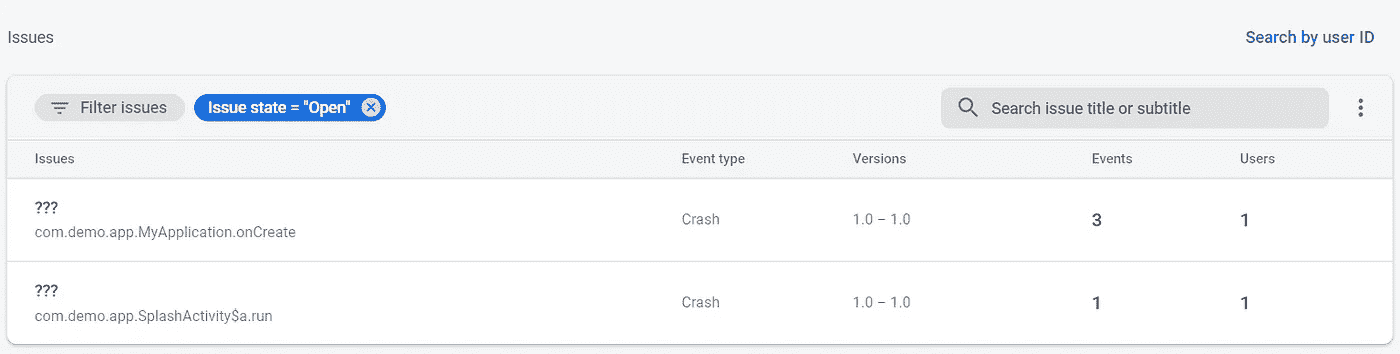 Issues
Search by user ID
Filter issues
Issue state = "Open"
Search issue title or subtitle
Issues Event type Versions Events Users
???
com.demo.app.MyApplication.onCreate
Crash 1.0 – 1.0 3 1
???
com.demo.app.SplashActivity$a.run
Crash 1.0 – 1.0 1 1